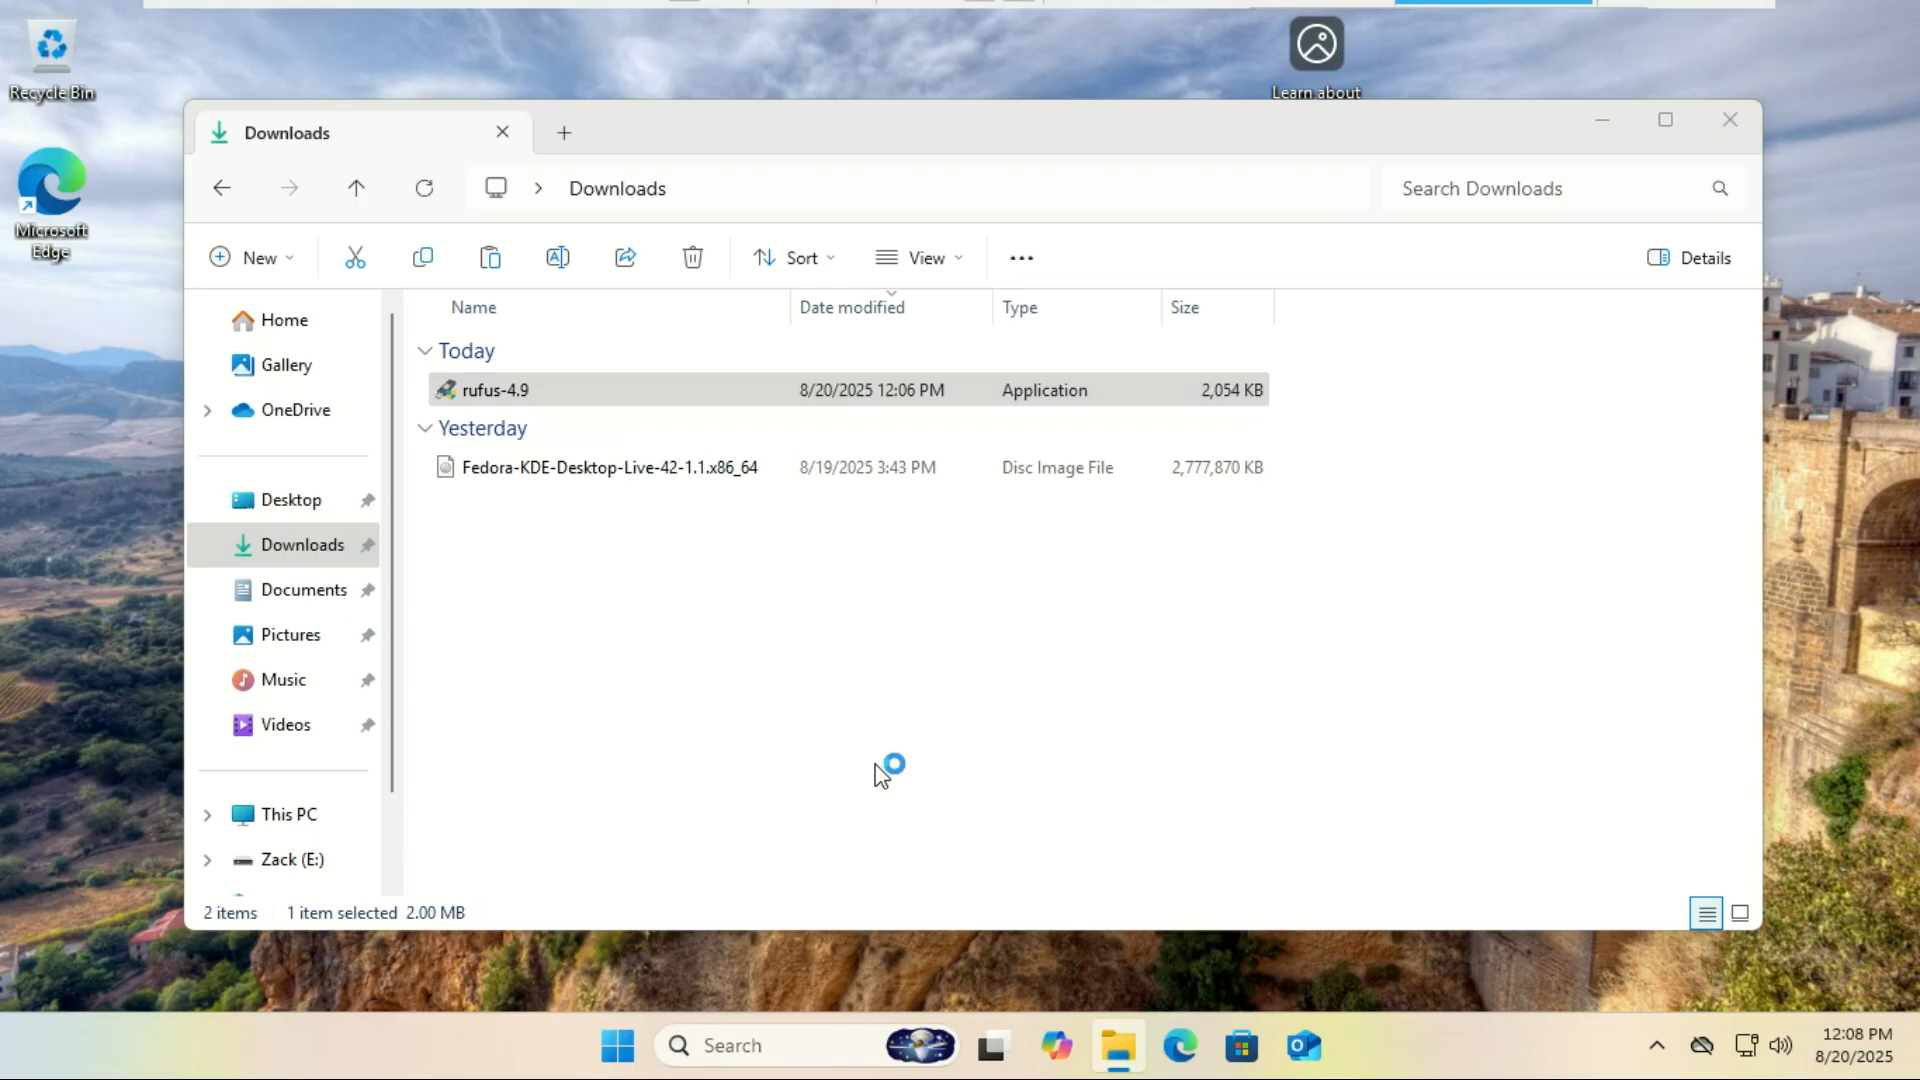 Recycle Bin
Learn about
Microsoft
Edge
Downloads
Downloads
Search Downloads
New
Sort
View
Details
Name Date modified Type Size
Home
Gallery
OneDrive
Desktop
Downloads
Documents
Pictures
Music
Videos
This PC
Zack (E:)
Today
rufus-4.9 8/20/2025 12:06 PM Application 2,054 KB
Yesterday
Fedora-KDE-Desktop-Live-42-1.1.x86_64 8/19/2025 3:43 PM Disc Image File 2,777,870 KB
2 items 1 item selected 2.00 MB
Search
12:08 PM
8/20/2025